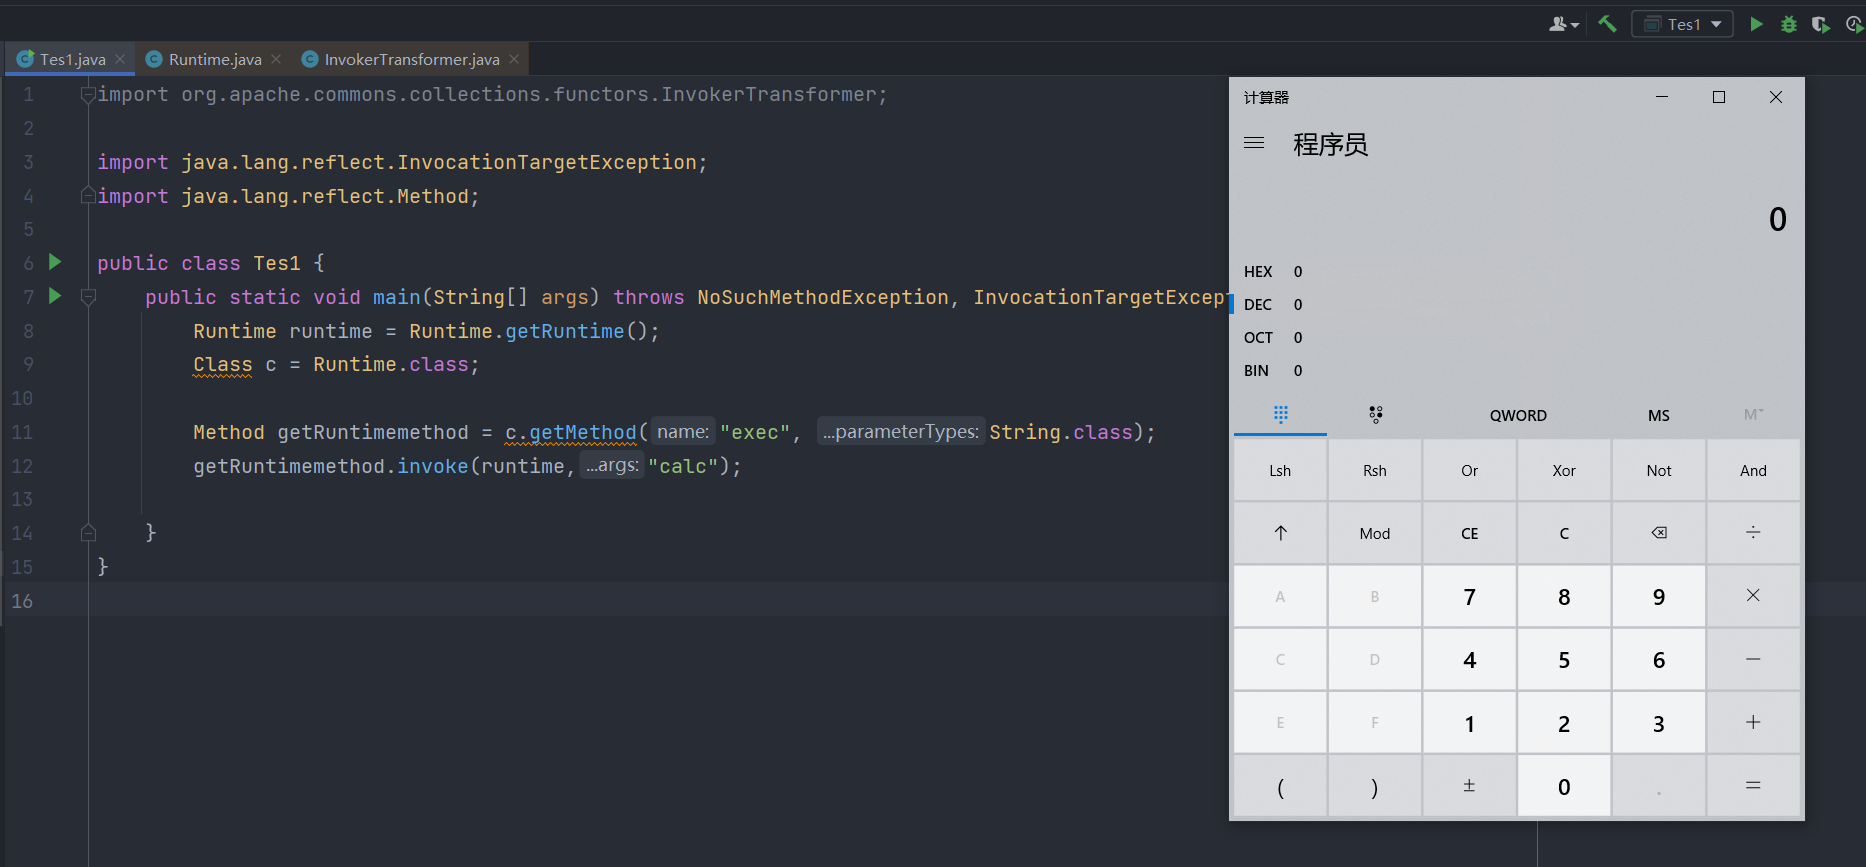 Tes1
Tes1.java
Runtime.java
InvokerTransformer.java
1 import org.apache.commons.collections.functors.InvokerTransformer;
2
3 import java.lang.reflect.InvocationTargetException;
4 import java.lang.reflect.Method;
5
6 public class Tes1 {
7 public static void main(String[] args) throws NoSuchMethodException, InvocationTargetExcept
8 Runtime runtime = Runtime.getRuntime();
9 Class c = Runtime.class;
10
11 Method getRuntimemethod = c.getMethod( name: "exec", ...parameterTypes: String.class);
12 getRuntimemethod.invoke(runtime, ...args: "calc");
13
14 }
15 }
16
计算器
程序员
0
HEX 0
DEC 0
OCT 0
BIN 0
QWORD MS M˅
Lsh Rsh Or Xor Not And
↑ Mod CE C ⌫ ÷
A B 7 8 9 ×
C D 4 5 6 −
E F 1 2 3 +
( ) ± 0 . =